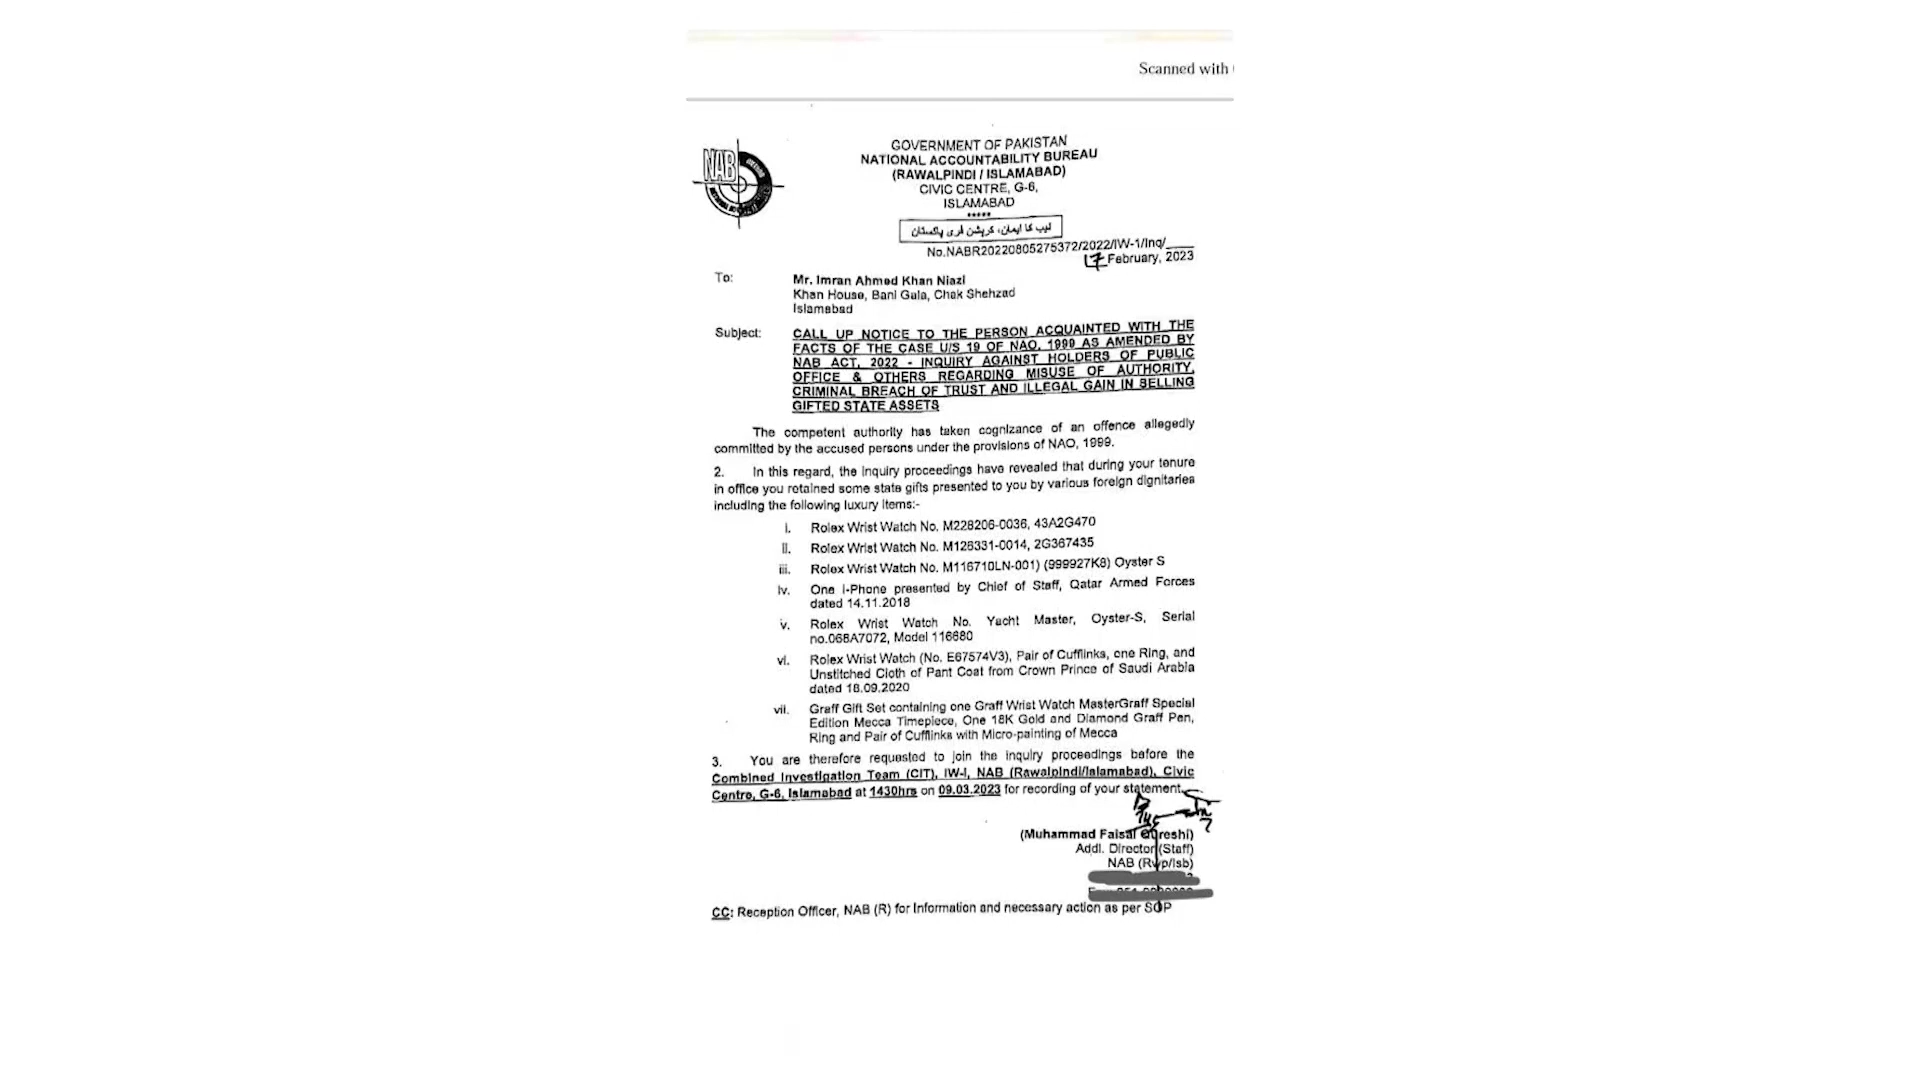 Scanned with
NAB
GOVERNMENT OF PAKISTAN
NATIONAL ACCOUNTABILITY BUREAU
(RAWALPINDI / ISLAMABAD)
CIVIC CENTRE, G-6,
ISLAMABAD
*****
نیب کا ایمان، کرپشن فری پاکستان
No.NABR20220805275372/2022/IW-1/Inq/____
17 February, 2023
To:
Mr. Imran Ahmed Khan Niazi
Khan House, Bani Gala, Chak Shehzad
Islamabad
Subject:
CALL UP NOTICE TO THE PERSON ACQUAINTED WITH THE
FACTS OF THE CASE U/S 19 OF NAO, 1999 AS AMENDED BY
NAB ACT, 2022 - INQUIRY AGAINST HOLDERS OF PUBLIC
OFFICE & OTHERS REGARDING MISUSE OF AUTHORITY,
CRIMINAL BREACH OF TRUST AND ILLEGAL GAIN IN SELLING
GIFTED STATE ASSETS
The competent authority has taken cognizance of an offence allegedly
committed by the accused persons under the provisions of NAO, 1999.
2. In this regard, the inquiry proceedings have revealed that during your tenure
in office you retained some state gifts presented to you by various foreign dignitaries
including the following luxury items:-
i. Rolex Wrist Watch No. M228206-0036, 43A2G470
ii. Rolex Wrist Watch No. M126331-0014, 2G367435
iii. Rolex Wrist Watch No. M116710LN-001) (999927K8) Oyster S
iv. One i-Phone presented by Chief of Staff, Qatar Armed Forces
dated 14.11.2018
v. Rolex Wrist Watch No. Yacht Master, Oyster-S, Serial
no.068A7072, Model 116680
vi. Rolex Wrist Watch (No. E67574V3), Pair of Cufflinks, one Ring, and
Unstitched Cloth of Pant Coat from Crown Prince of Saudi Arabia
dated 18.09.2020
vii. Graff Gift Set containing one Graff Wrist Watch MasterGraff Special
Edition Mecca Timepiece, One 18K Gold and Diamond Graff Pen,
Ring and Pair of Cufflinks with Micro-painting of Mecca
3. You are therefore requested to join the inquiry proceedings before the
Combined Investigation Team (CIT), IW-I, NAB (Rawalpindi/Islamabad), Civic
Centre, G-6, Islamabad at 1430hrs on 09.03.2023 for recording of your statement.
(Muhammad Faisal Qureshi)
Addl. Director (Staff)
NAB (Rwp/Isb)
CC: Reception Officer, NAB (R) for Information and necessary action as per SOP